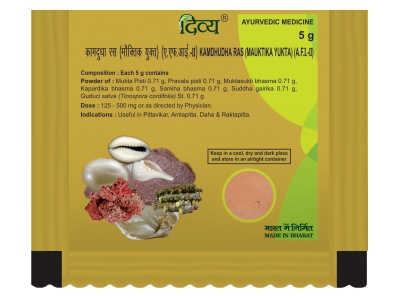 दिव्य®
AYURVEDIC MEDICINE
5 g
कामदुधा रस (मौक्तिक युक्त) (ए.एफ.आई.-II) KAMDHUDHA RAS (MAUKTIKA YUKTA) (A.F.I.-II)
Composition : Each 5 g contains
Powder of : Mukta Pisti 0.71 g, Pravala pisti 0.71 g, Muktasukti bhasma 0.71 g,
Kapardika bhasma 0.71 g, Sankha bhasma 0.71 g, Suddha gairika 0.71 g,
Guduci satva (Tinospora cordifolia) St. 0.71 g
Dose : 125 - 500 mg or as directed by Physician.
Indications : Useful in Pittavikar, Amlapitta, Daha & Raktapitta.
Keep in a cool, dry and dark place
and store in an airtight container
भारत में निर्मित
MADE IN BHARAT